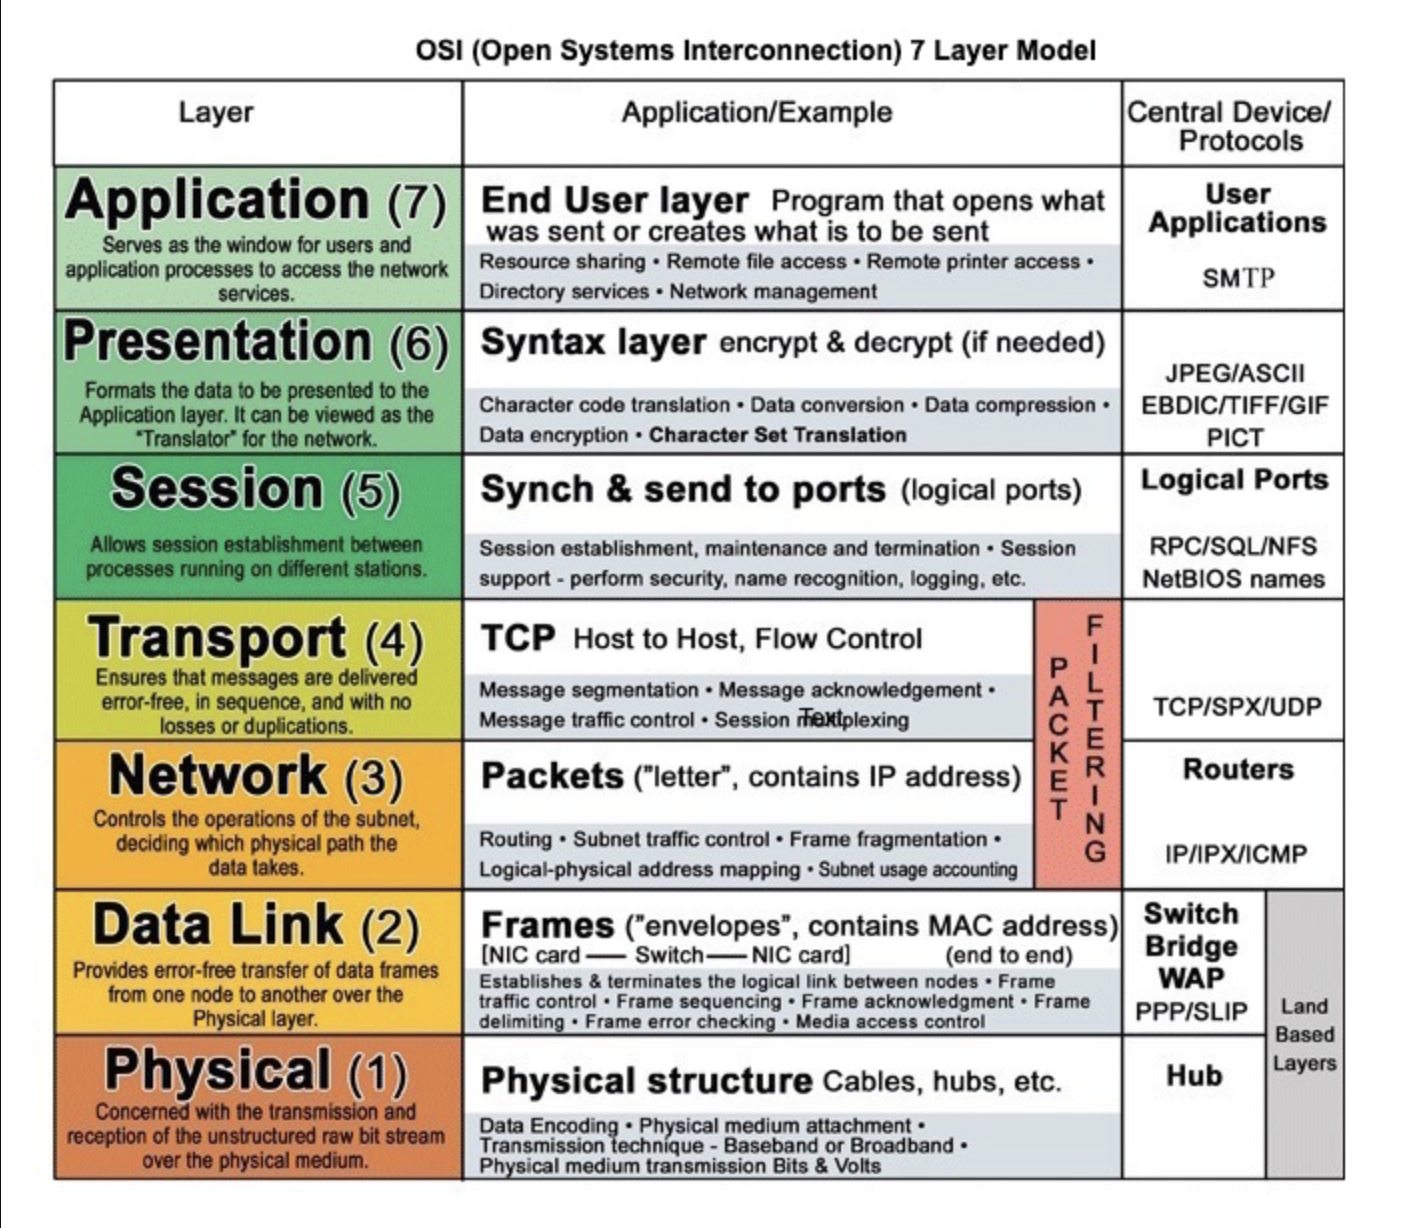 OSI (Open Systems Interconnection) 7 Layer Model
Layer
Application/Example
Central Device/
Protocols
Application (7)
Serves as the window for users and
application processes to access the network
services.
End User layer Program that opens what
was sent or creates what is to be sent
Resource sharing • Remote file access • Remote printer access •
Directory services • Network management
User
Applications
SMTP
Presentation (6)
Formats the data to be presented to the
Application layer. It can be viewed as the
"Translator" for the network.
Syntax layer encrypt & decrypt (if needed)
Character code translation • Data conversion • Data compression •
Data encryption • Character Set Translation
JPEG/ASCII
EBDIC/TIFF/GIF
PICT
Session (5)
Allows session establishment between
processes running on different stations.
Synch & send to ports (logical ports)
Session establishment, maintenance and termination • Session
support - perform security, name recognition, logging, etc.
Logical Ports
RPC/SQL/NFS
NetBIOS names
Transport (4)
Ensures that messages are delivered
error-free, in sequence, and with no
losses or duplications.
TCP Host to Host, Flow Control
Message segmentation • Message acknowledgement •
Message traffic control • Session multiplexing
Text
PACKET
FILTERING
TCP/SPX/UDP
Network (3)
Controls the operations of the subnet,
deciding which physical path the
data takes.
Packets ("letter", contains IP address)
Routing • Subnet traffic control • Frame fragmentation •
Logical-physical address mapping • Subnet usage accounting
Routers
IP/IPX/ICMP
Data Link (2)
Provides error-free transfer of data frames
from one node to another over the
Physical layer.
Frames ("envelopes", contains MAC address)
[NIC card — Switch — NIC card] (end to end)
Establishes & terminates the logical link between nodes • Frame
traffic control • Frame sequencing • Frame acknowledgment • Frame
delimiting • Frame error checking • Media access control
Switch
Bridge
WAP
PPP/SLIP
Land
Based
Layers
Physical (1)
Concerned with the transmission and
reception of the unstructured raw bit stream
over the physical medium.
Physical structure Cables, hubs, etc.
Data Encoding • Physical medium attachment •
Transmission technique - Baseband or Broadband •
Physical medium transmission Bits & Volts
Hub